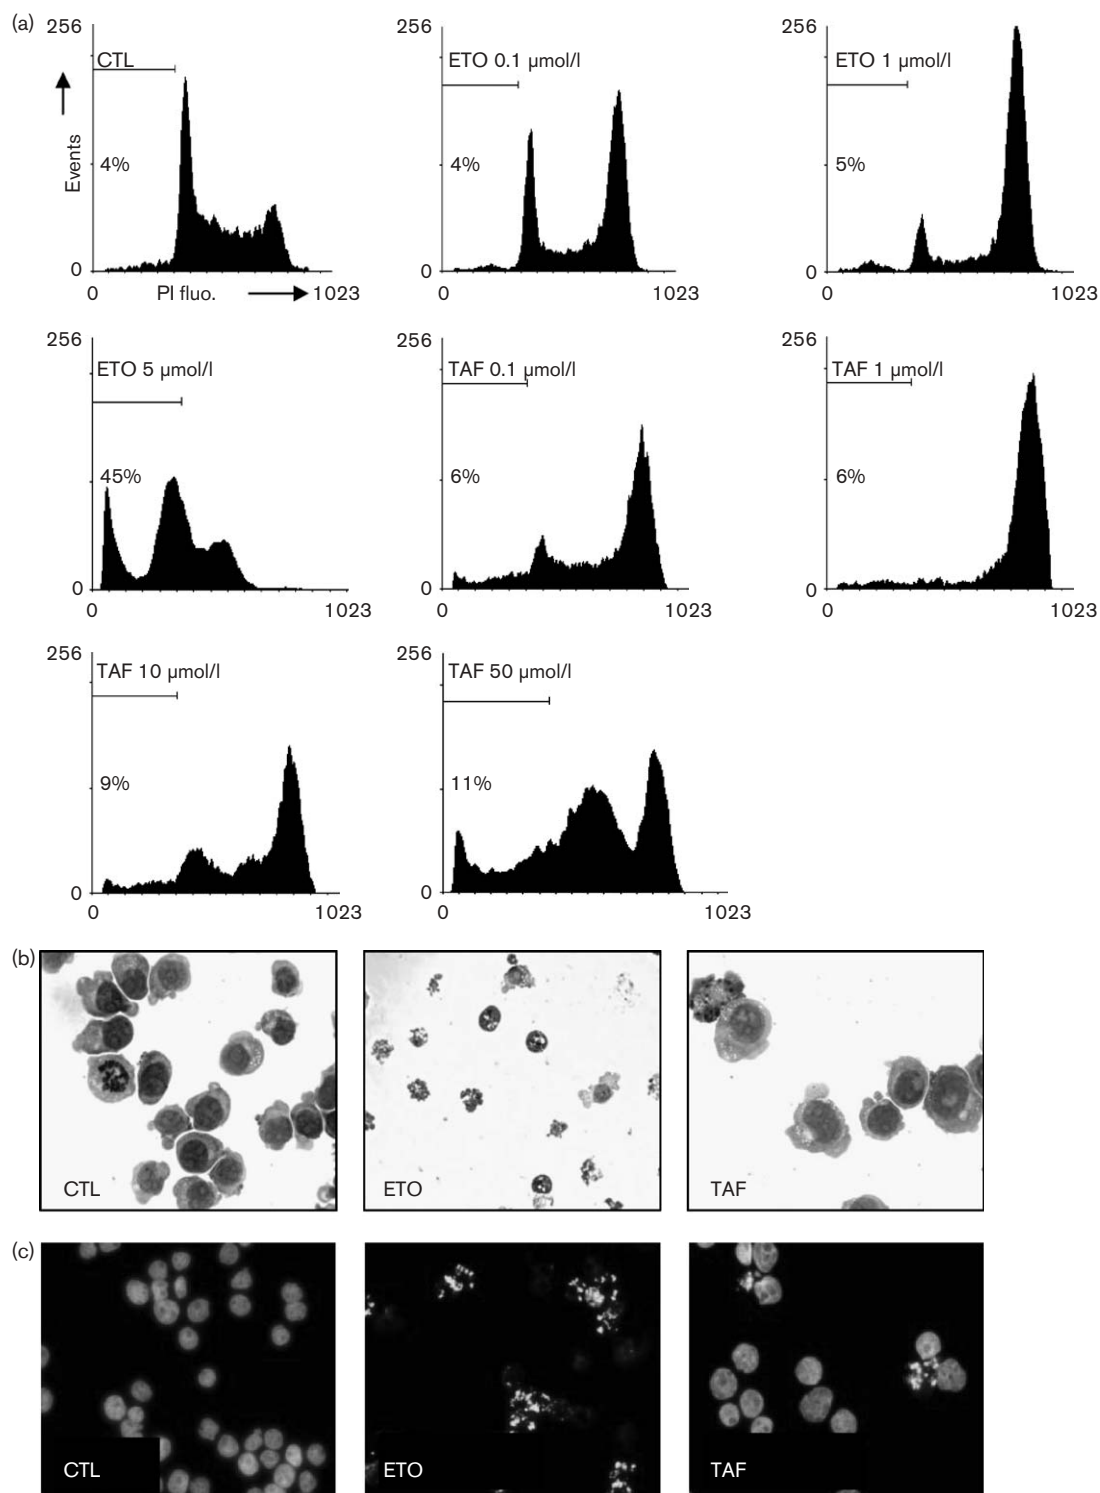 (a)
256
CTL
Events
4%
0
0
PI fluo.
1023
256
ETO 0.1 µmol/l
4%
0
0
1023
256
ETO 1 µmol/l
5%
0
0
1023
256
ETO 5 µmol/l
45%
0
0
1023
256
TAF 0.1 µmol/l
6%
0
0
1023
256
TAF 1 µmol/l
6%
0
0
1023
256
TAF 10 µmol/l
9%
0
0
1023
256
TAF 50 µmol/l
11%
0
0
1023
(b)
CTL
ETO
TAF
(c)
CTL
ETO
TAF